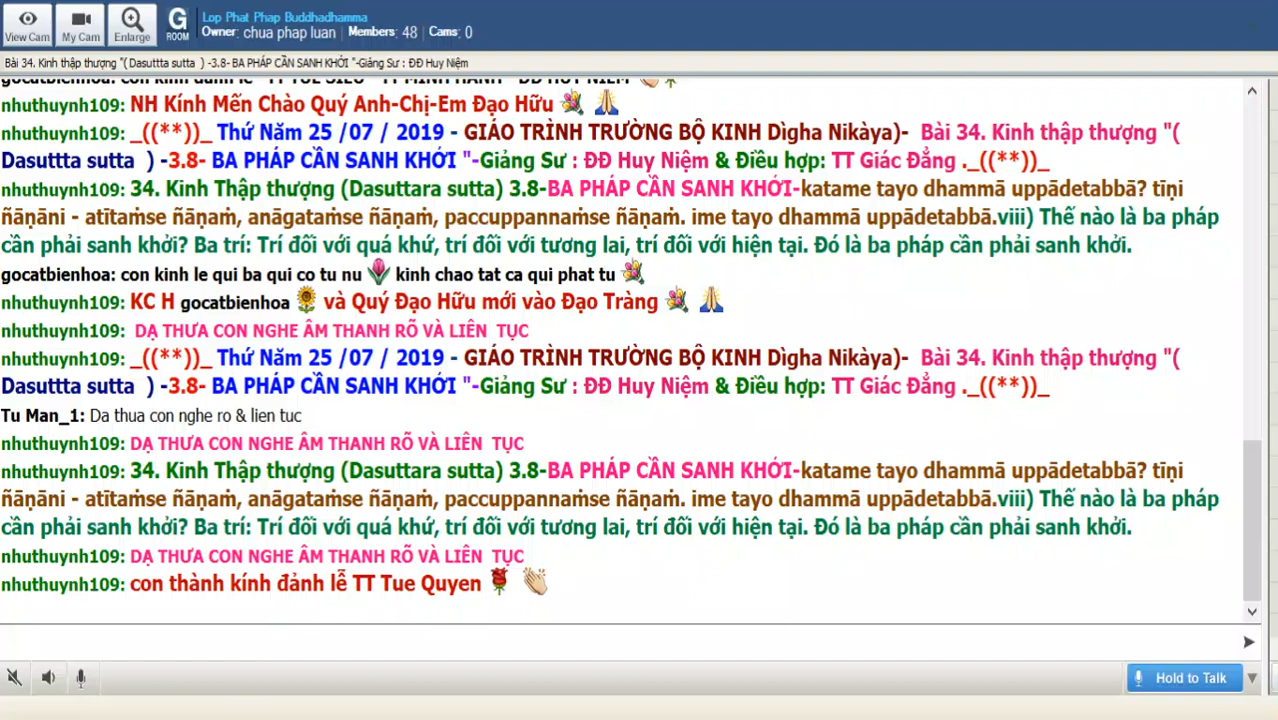 View Cam
My Cam
Enlarge
G
ROOM
Lop Phat Phap Buddhadhamma
Owner: chua phap luan Members: 48 Cams: 0
Bài 34. Kinh thập thượng "( Dasuttta sutta ) -3.8- BA PHÁP CẦN SANH KHỞI "-Giảng Sư : ĐĐ Huy Niệm
nhuthuynh109: NH Kính Mến Chào Quý Anh-Chị-Em Đạo Hữu
nhuthuynh109: _((**))_ Thứ Năm 25 /07 / 2019 - GIÁO TRÌNH TRƯỜNG BỘ KINH Dìgha Nikàya)- Bài 34. Kinh thập thượng "(
Dasuttta sutta ) -3.8- BA PHÁP CẦN SANH KHỞI "-Giảng Sư : ĐĐ Huy Niệm & Điều hợp: TT Giác Đẳng ._((**))_
nhuthuynh109: 34. Kinh Thập thượng (Dasuttara sutta) 3.8-BA PHÁP CẦN SANH KHỞI-katame tayo dhammā uppādetabbā? tīṇi
ñāṇāni - atītaṁse ñāṇaṁ, anāgataṁse ñāṇaṁ, paccuppannaṁse ñāṇaṁ. ime tayo dhammā uppādetabbā.viii) Thế nào là ba pháp
cần phải sanh khởi? Ba trí: Trí đối với quá khứ, trí đối với tương lai, trí đối với hiện tại. Đó là ba pháp cần phải sanh khởi.
gocatbienhoa: con kinh le qui ba qui co tu nu kinh chao tat ca qui phat tu
nhuthuynh109: KC H gocatbienhoa và Quý Đạo Hữu mới vào Đạo Tràng
nhuthuynh109: DẠ THƯA CON NGHE ÂM THANH RÕ VÀ LIÊN TỤC
nhuthuynh109: _((**))_ Thứ Năm 25 /07 / 2019 - GIÁO TRÌNH TRƯỜNG BỘ KINH Dìgha Nikàya)- Bài 34. Kinh thập thượng "(
Dasuttta sutta ) -3.8- BA PHÁP CẦN SANH KHỞI "-Giảng Sư : ĐĐ Huy Niệm & Điều hợp: TT Giác Đẳng ._((**))_
Tu Man_1: Da thua con nghe ro & lien tuc
nhuthuynh109: DẠ THƯA CON NGHE ÂM THANH RÕ VÀ LIÊN TỤC
nhuthuynh109: 34. Kinh Thập thượng (Dasuttara sutta) 3.8-BA PHÁP CẦN SANH KHỞI-katame tayo dhammā uppādetabbā? tīṇi
ñāṇāni - atītaṁse ñāṇaṁ, anāgataṁse ñāṇaṁ, paccuppannaṁse ñāṇaṁ. ime tayo dhammā uppādetabbā.viii) Thế nào là ba pháp
cần phải sanh khởi? Ba trí: Trí đối với quá khứ, trí đối với tương lai, trí đối với hiện tại. Đó là ba pháp cần phải sanh khởi.
nhuthuynh109: DẠ THƯA CON NGHE ÂM THANH RÕ VÀ LIÊN TỤC
nhuthuynh109: con thành kính đảnh lễ TT Tue Quyen
Hold to Talk